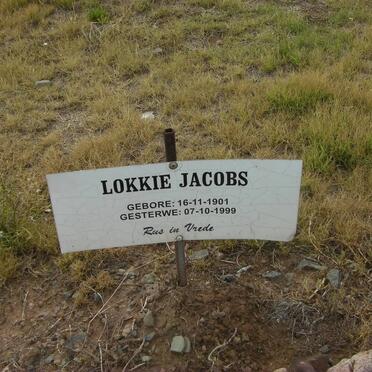 LOKKIE JACOBS
GEBORE: 16-11-1901
GESTERWE: 07-10-1999
Rus in Vrede